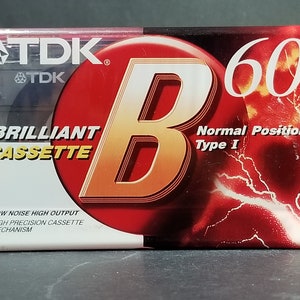 TDK®
TDK
BRILLIANT
CASSETTE
B
60
Normal Position
Type I
LOW NOISE HIGH OUTPUT
HIGH PRECISION CASSETTE
MECHANISM